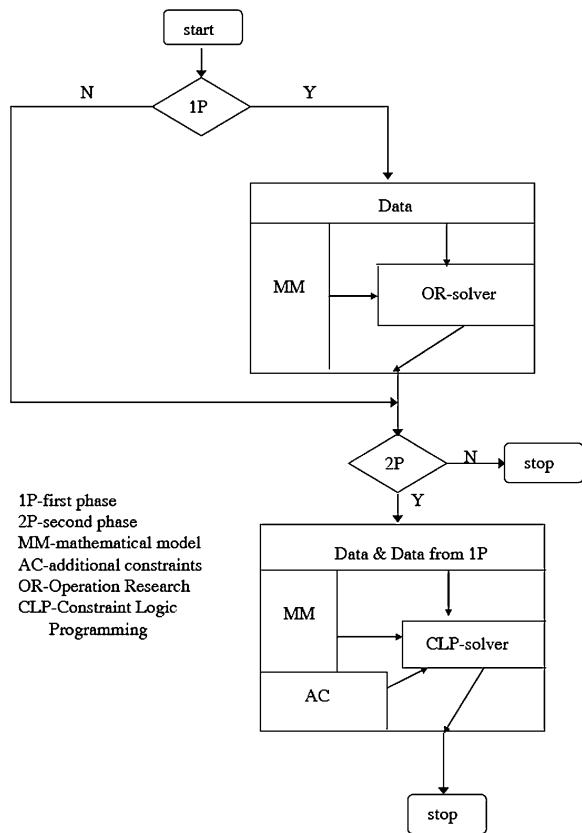 start
N
1P
Y
Data
MM
OR-solver
2P
N
stop
Y
1P-first phase
2P-second phase
MM-mathematical model
AC-additional constraints
OR-Operation Research
CLP-Constraint Logic
Programming
Data & Data from 1P
MM
CLP-solver
AC
stop